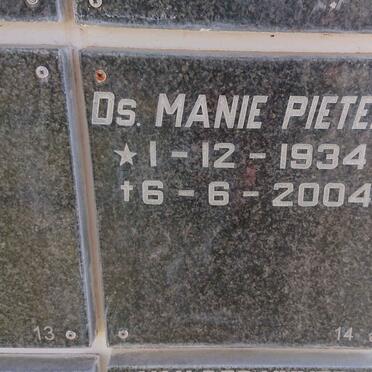 Ds. MANIE PIETE
★ 1 - 12 - 1934
† 6 - 6 - 2004
13
14